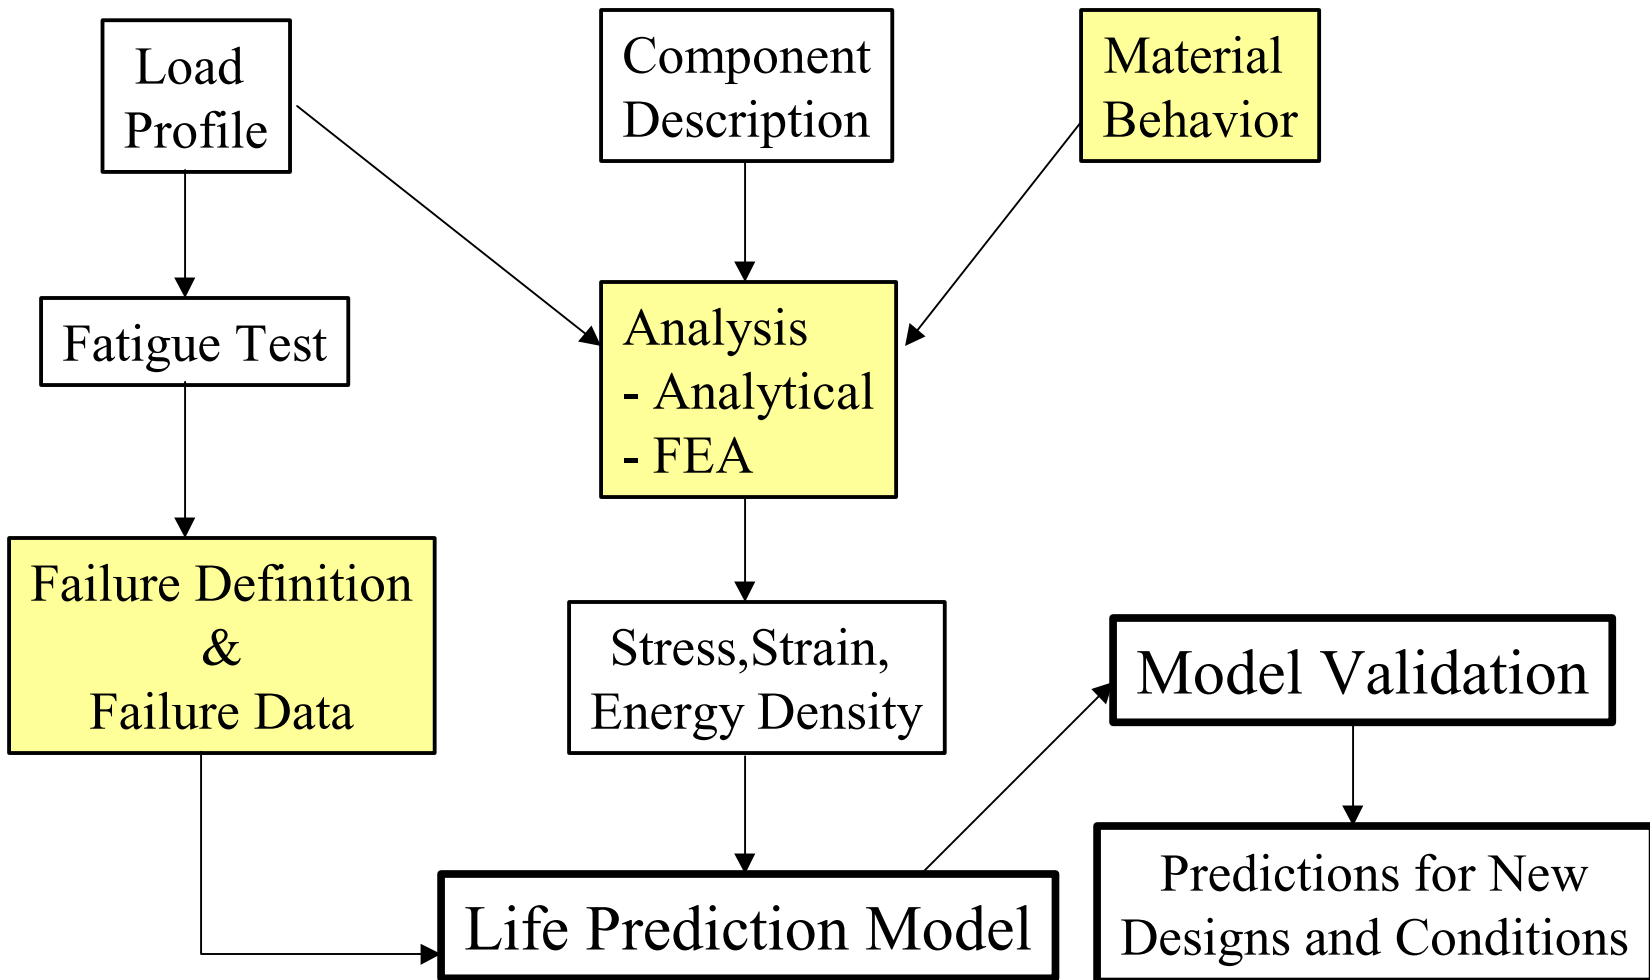 Load
Profile
Component
Description
Material
Behavior
Fatigue Test
Analysis
- Analytical
- FEA
Failure Definition
&
Failure Data
Stress,Strain,
Energy Density
Model Validation
Life Prediction Model
Predictions for New
Designs and Conditions